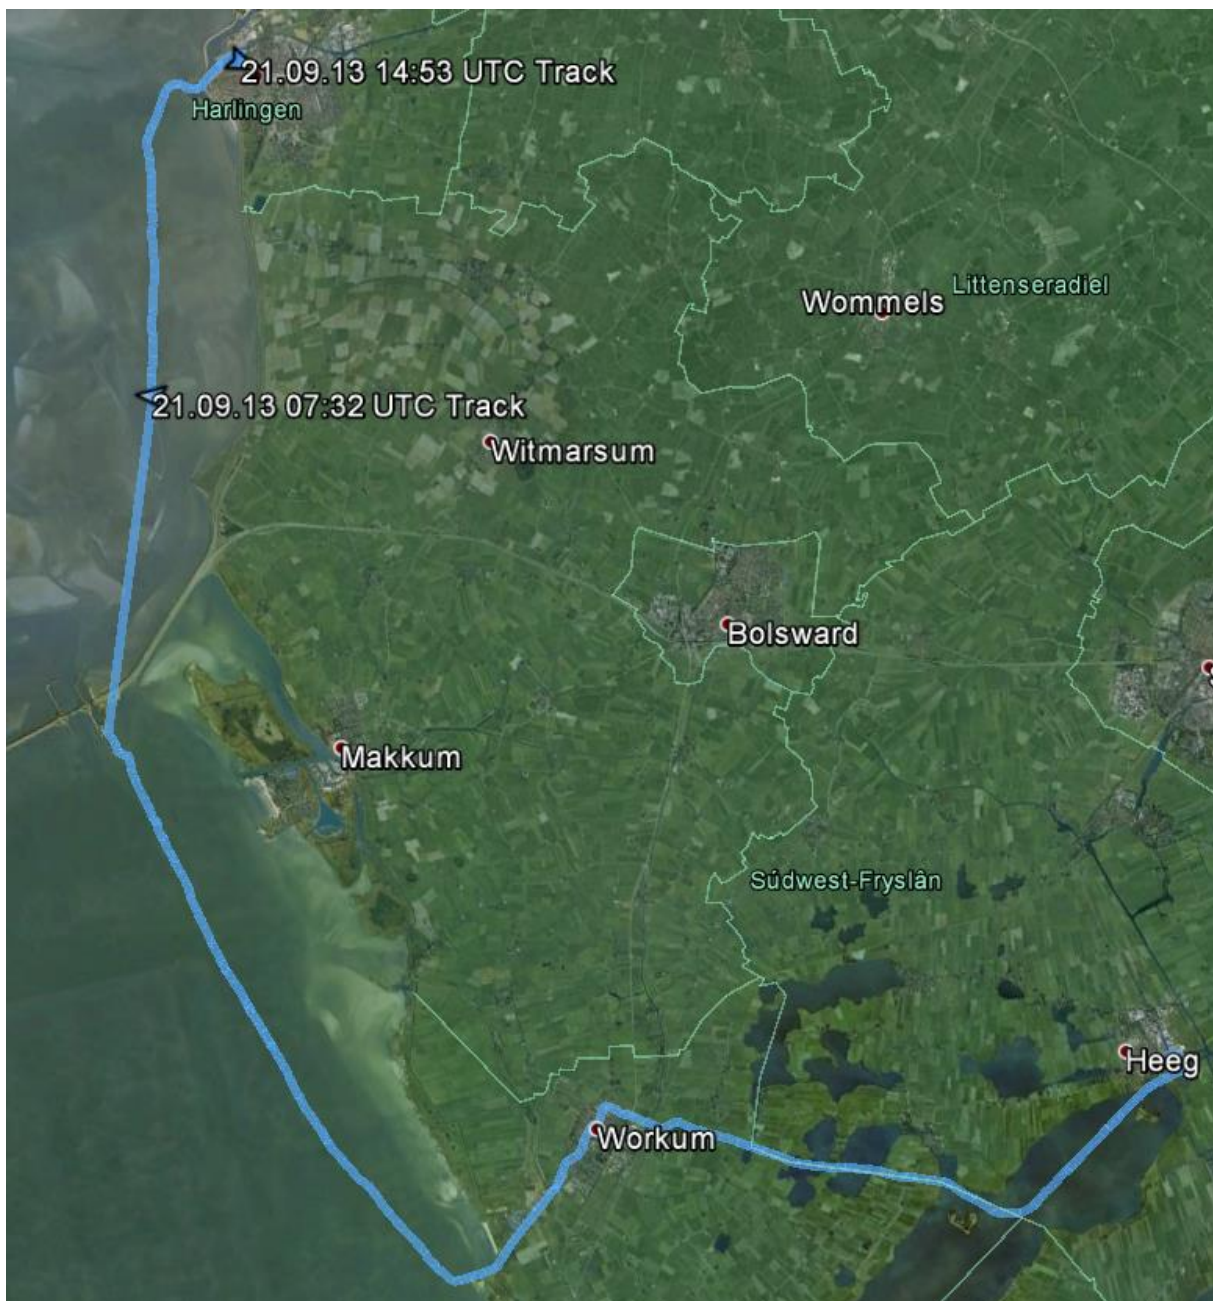 21.09.13 14:53 UTC Track
Harlingen
Littenseradiel
Wommels
21.09.13 07:32 UTC Track
Witmarsum
Bolsward
Makkum
Súdwest-Fryslân
Heeg
Workum